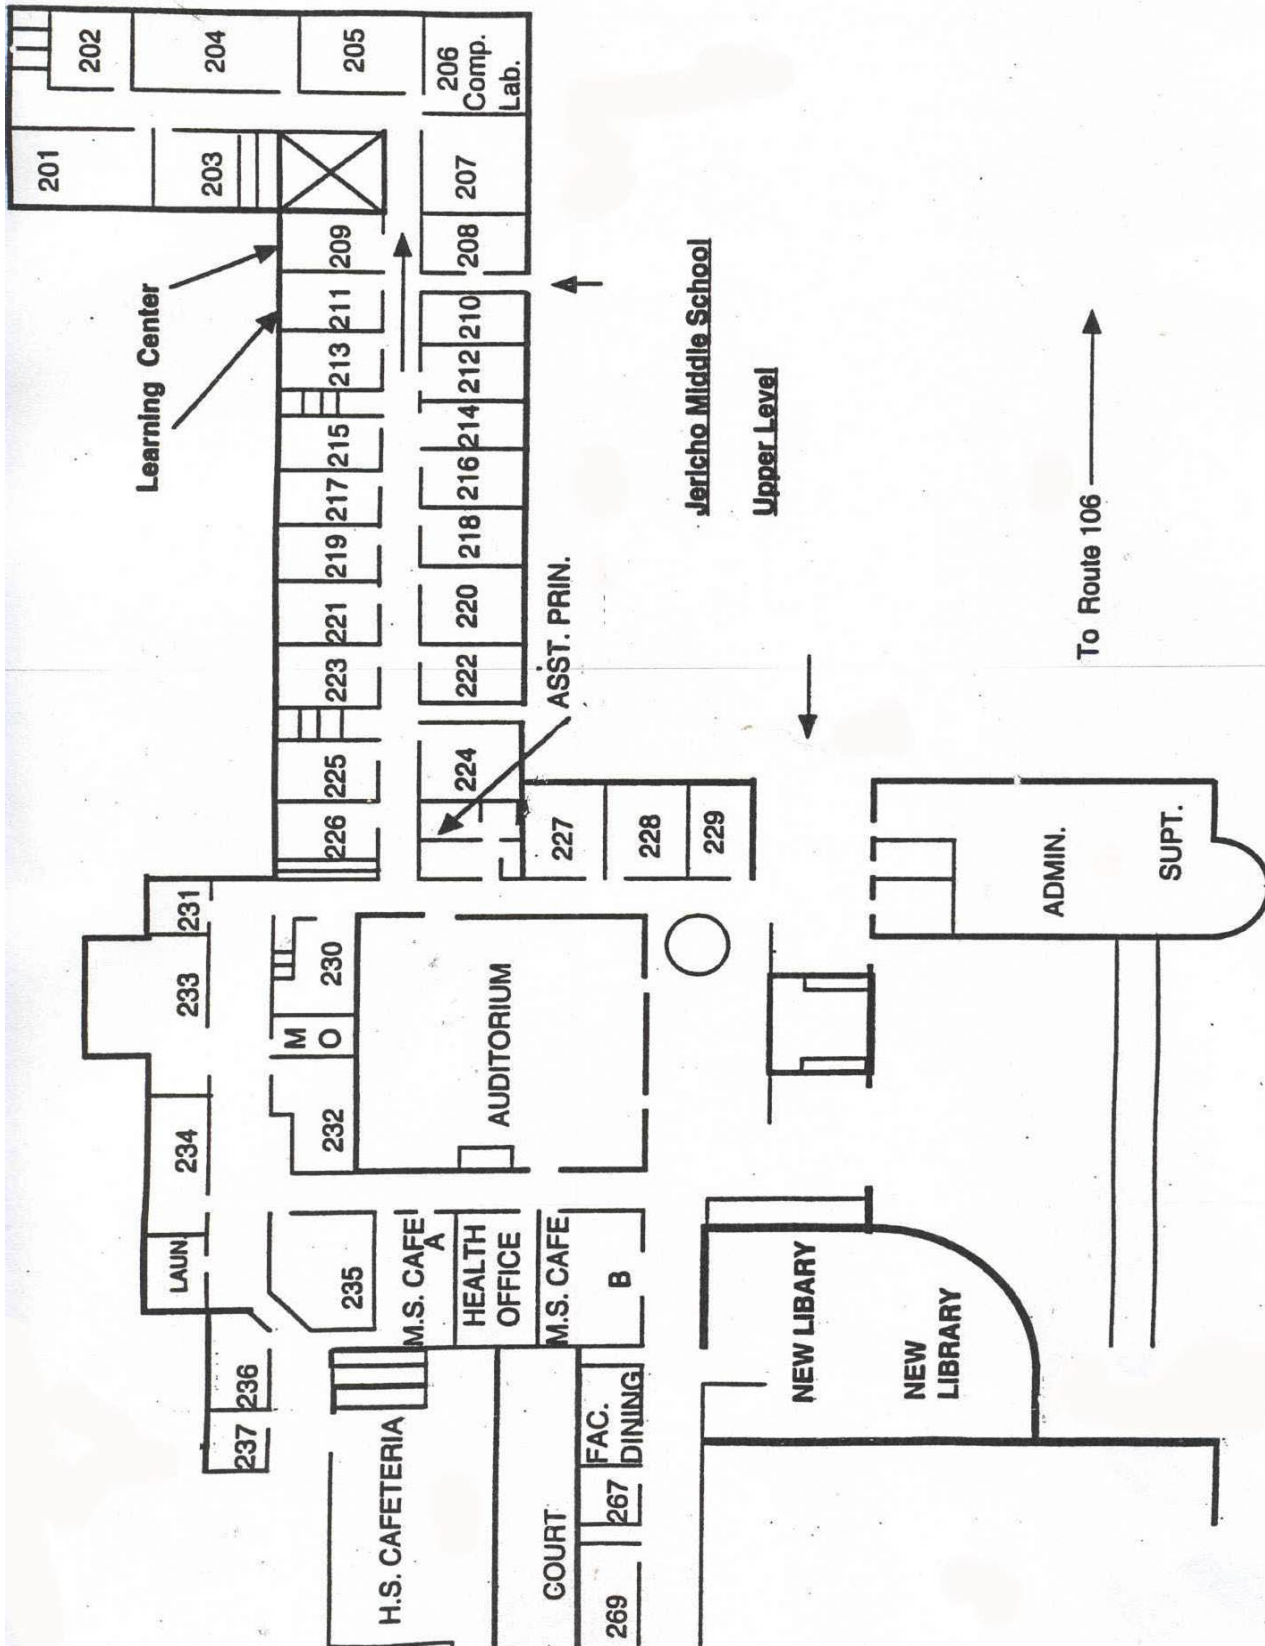 Jericho Middle School
Upper Level
To Route 106
Learning Center
ASST. PRIN.
201
202
203
204
205
206
Comp.
Lab.
207
208
209
210
211
212
213
214
215
216
217
218
219
220
221
222
223
224
225
226
227
228
229
230
231
232
233
234
235
236
237
M
O
LAUN.
AUDITORIUM
M.S. CAFE
A
HEALTH
OFFICE
M.S. CAFE
B
H.S. CAFETERIA
COURT
FAC.
DINING
267
269
NEW LIBARY
NEW
LIBRARY
ADMIN.
SUPT.